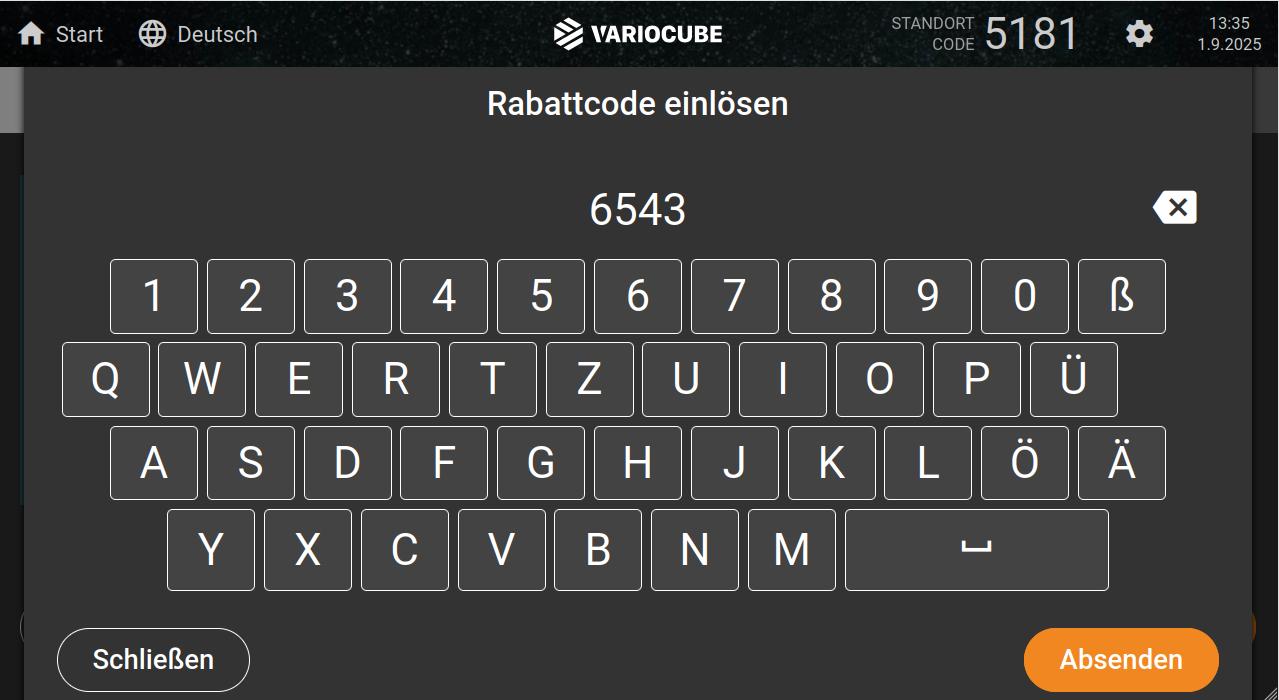 Start
Deutsch
VARIOCUBE
STANDORT CODE 5181
13:35
1.9.2025
Rabattcode einlösen
6543
1 2 3 4 5 6 7 8 9 0 ß
Q W E R T Z U I O P Ü
A S D F G H J K L Ö Ä
Y X C V B N M
Schließen
Absenden